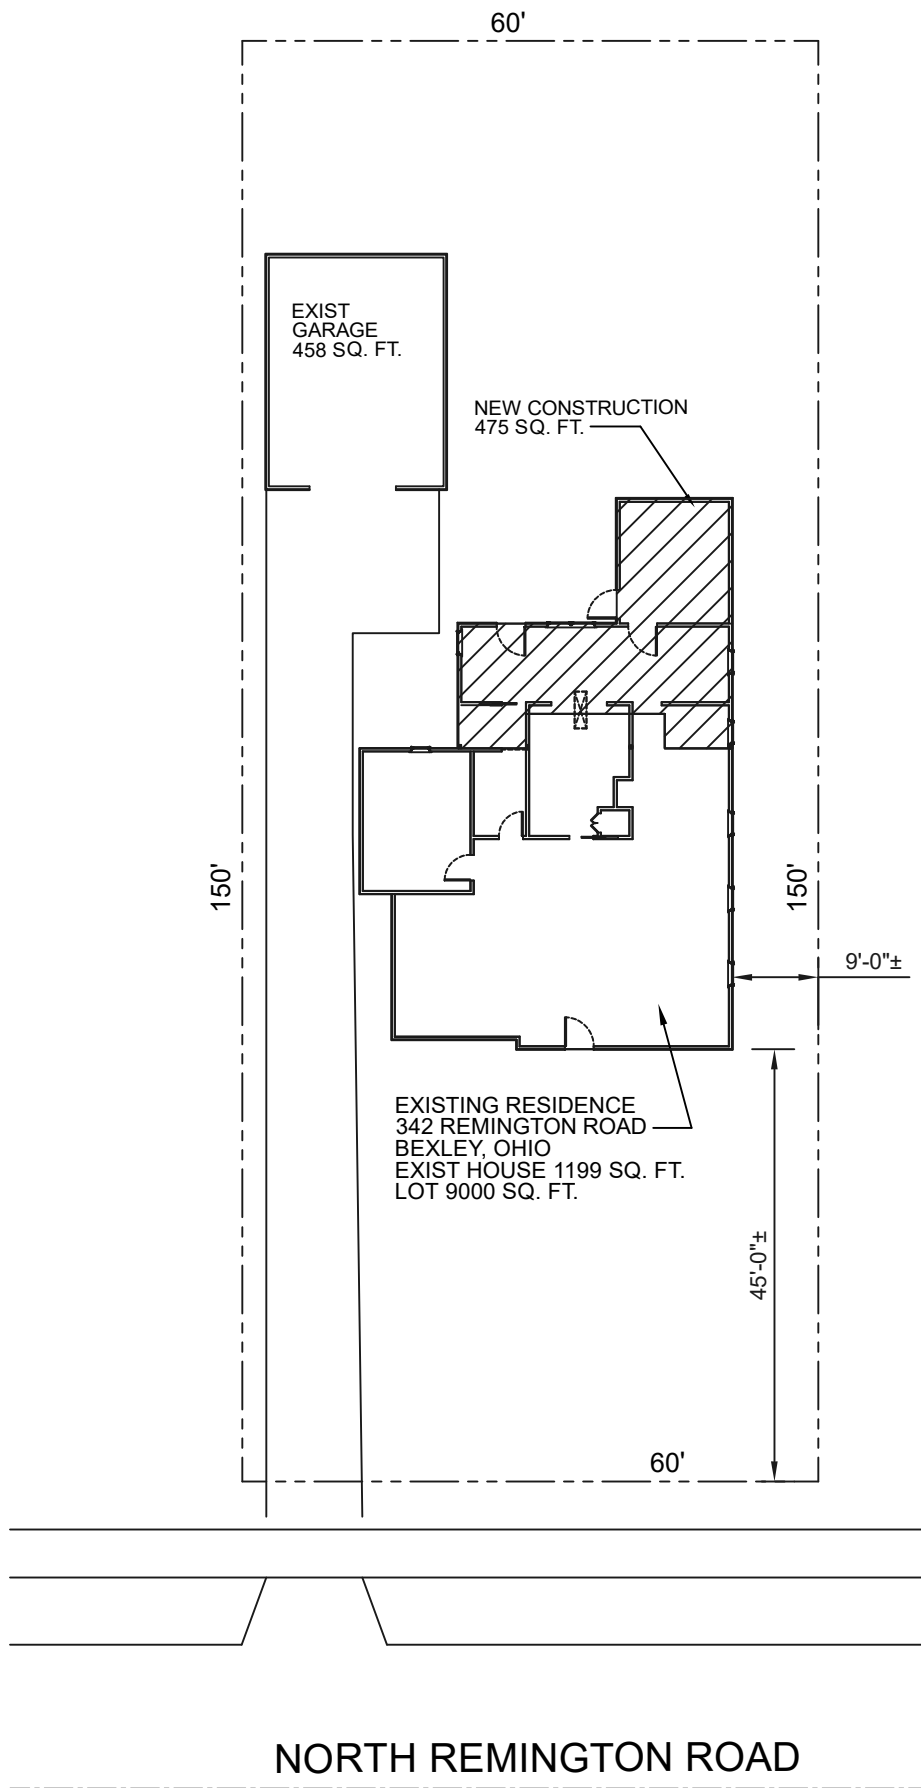 60'
EXIST
GARAGE
458 SQ. FT.
NEW CONSTRUCTION
475 SQ. FT.
150'
150'
9'-0"±
EXISTING RESIDENCE
342 REMINGTON ROAD
BEXLEY, OHIO
EXIST HOUSE 1199 SQ. FT.
LOT 9000 SQ. FT.
45'-0"±
60'
NORTH REMINGTON ROAD